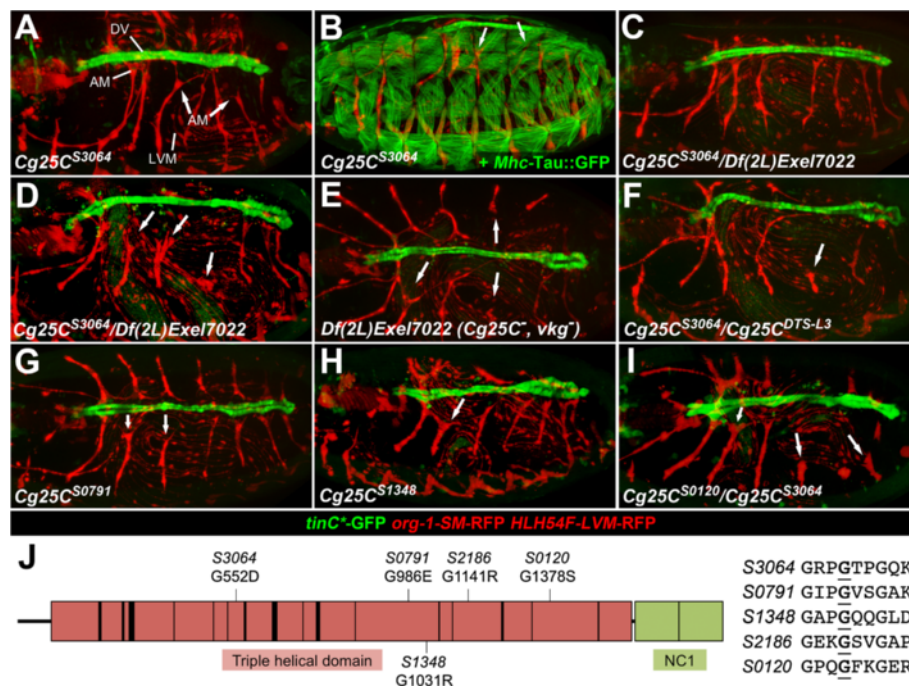 A
DV
AM
AM
LVM
Cg25C^S3064
B
Cg25C^S3064
+ Mhc-Tau::GFP
C
Cg25C^S3064/Df(2L)Exel7022
D
Cg25C^S3064/Df(2L)Exel7022
E
Df(2L)Exel7022 (Cg25C^-, vkg^-)
F
Cg25C^S3064/Cg25C^DTS-L3
G
Cg25C^S0791
H
Cg25C^S1348
I
Cg25C^S0120/Cg25C^S3064
tinC*-GFP org-1-SM-RFP HLH54F-LVM-RFP
J
S3064
G552D
S0791
G986E
S2186
G1141R
S0120
G1378S
Triple helical domain
S1348
G1031R
NC1
S3064 GRPGTPGQK
S0791 GIPGVSGAK
S1348 GAPGQQGLD
S2186 GEKGSVGAP
S0120 GPQGFKGER